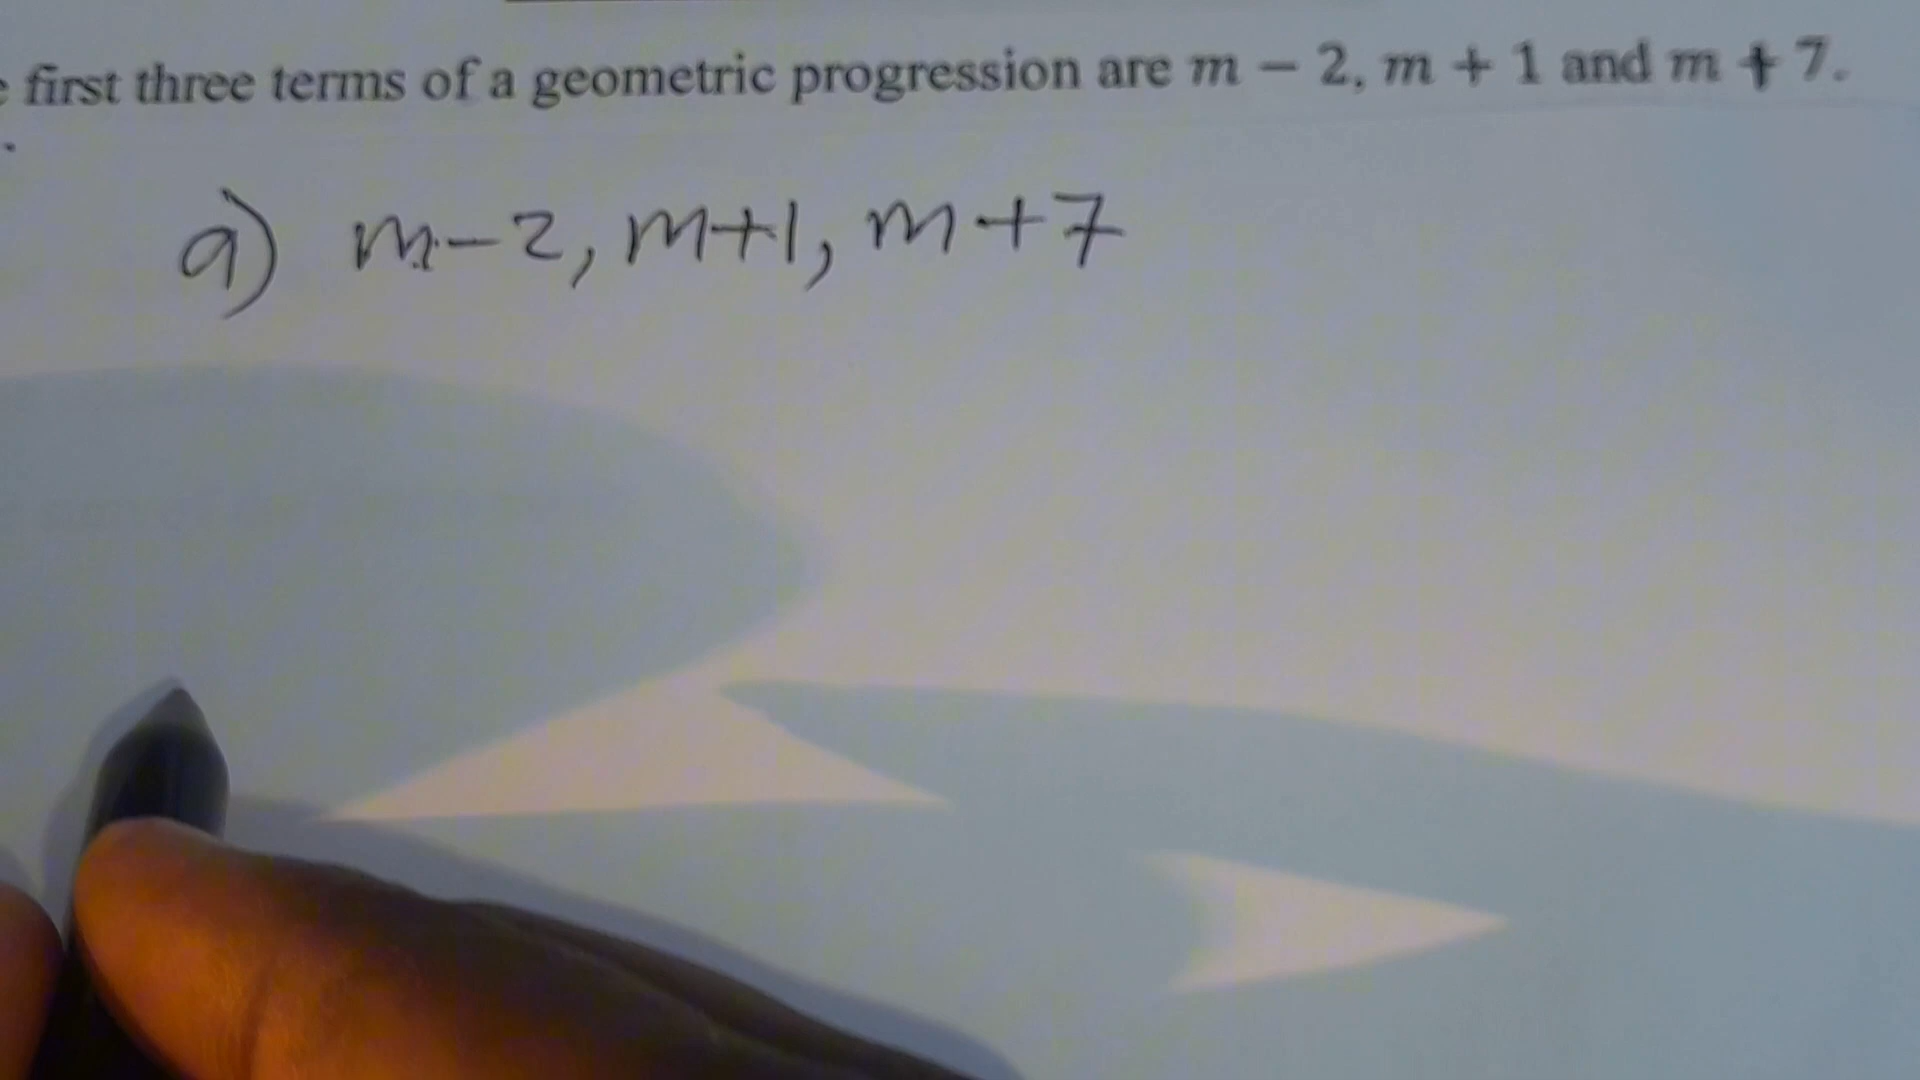 first three terms of a geometric progression are m − 2, m + 1 and m + 7.
a) m-2, m+1, m+7